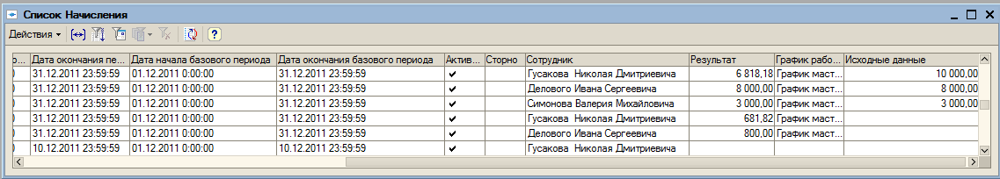 Список Начисления
Действия
о... Дата окончания пе... Дата начала базового периода Дата окончания базового периода Актив... Сторно Сотрудник Результат График рабо... Исходные данные
0 31.12.2011 23:59:59 01.12.2011 0:00:00 31.12.2011 23:59:59 Гусакова Николая Дмитриевича 6 818,18 График маст... 10 000,00
0 31.12.2011 23:59:59 01.12.2011 0:00:00 31.12.2011 23:59:59 Делового Ивана Сергеевича 8 000,00 График маст... 8 000,00
0 31.12.2011 23:59:59 01.12.2011 0:00:00 31.12.2011 23:59:59 Симонова Валерия Михайловича 3 000,00 График маст... 3 000,00
0 31.12.2011 23:59:59 01.12.2011 0:00:00 31.12.2011 23:59:59 Гусакова Николая Дмитриевича 681,82 График маст...
0 31.12.2011 23:59:59 01.12.2011 0:00:00 31.12.2011 23:59:59 Делового Ивана Сергеевича 800,00 График маст...
0 10.12.2011 23:59:59 01.12.2011 0:00:00 10.12.2011 23:59:59 Гусакова Николая Дмитриевича